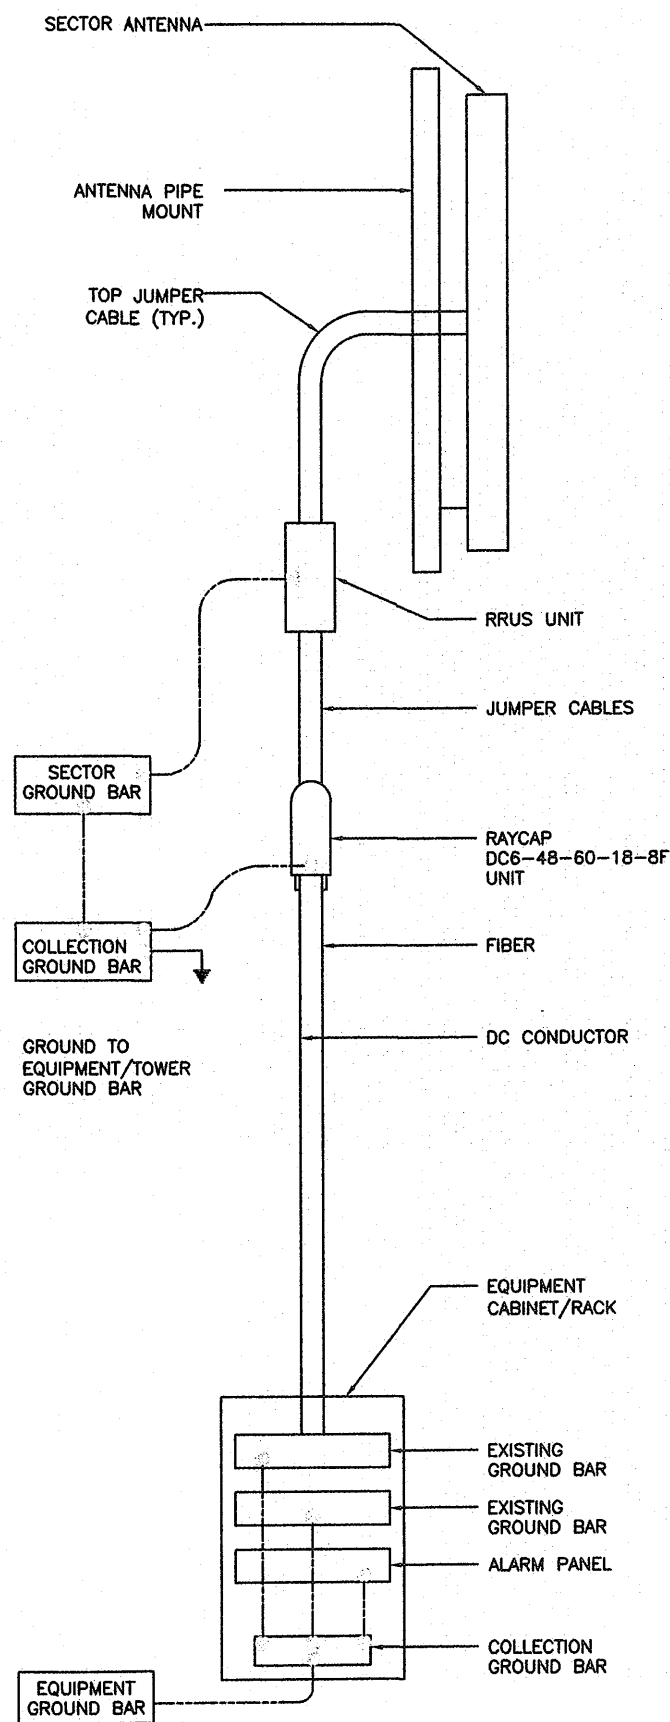 SECTOR ANTENNA
ANTENNA PIPE
MOUNT
TOP JUMPER
CABLE (TYP.)
RRUS UNIT
JUMPER CABLES
SECTOR
GROUND BAR
RAYCAP
DC6-48-60-18-8F
UNIT
COLLECTION
GROUND BAR
FIBER
DC CONDUCTOR
GROUND TO
EQUIPMENT/TOWER
GROUND BAR
EQUIPMENT
CABINET/RACK
EXISTING
GROUND BAR
EXISTING
GROUND BAR
ALARM PANEL
COLLECTION
GROUND BAR
EQUIPMENT
GROUND BAR